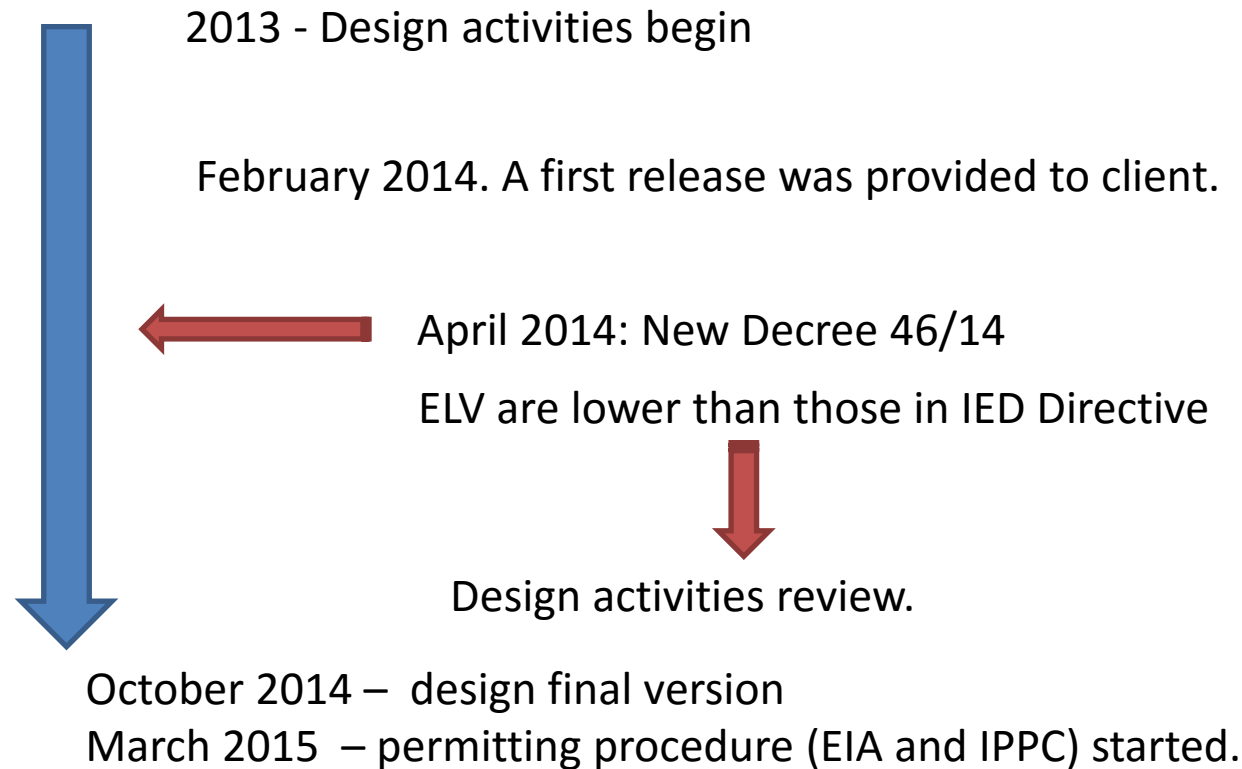 2013 - Design activities begin
February 2014. A first release was provided to client.
April 2014: New Decree 46/14
ELV are lower than those in IED Directive
Design activities review.
October 2014 – design final version
March 2015 – permitting procedure (EIA and IPPC) started.